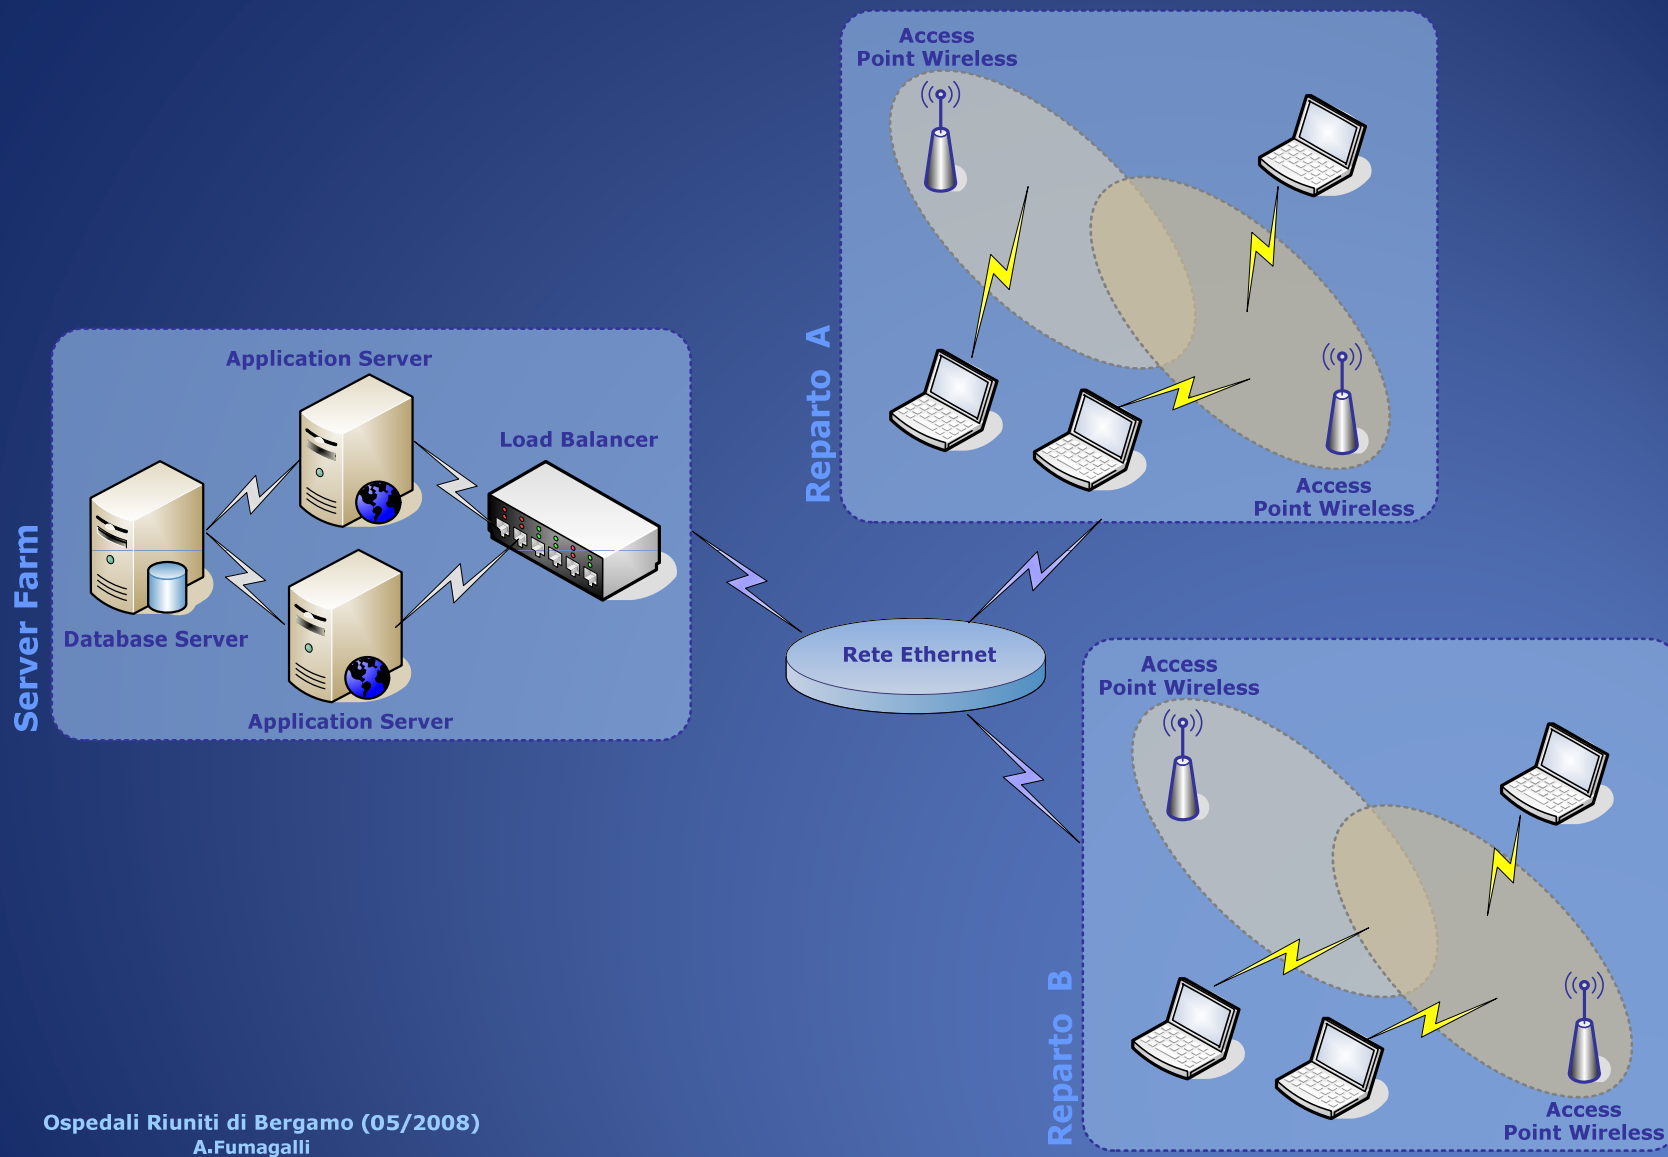 Access
Point Wireless
Reparto A
Access
Point Wireless
Server Farm
Application Server
Load Balancer
Database Server
Application Server
Rete Ethernet
Access
Point Wireless
Reparto B
Access
Point Wireless
Ospedali Riuniti di Bergamo (05/2008)
A.Fumagalli